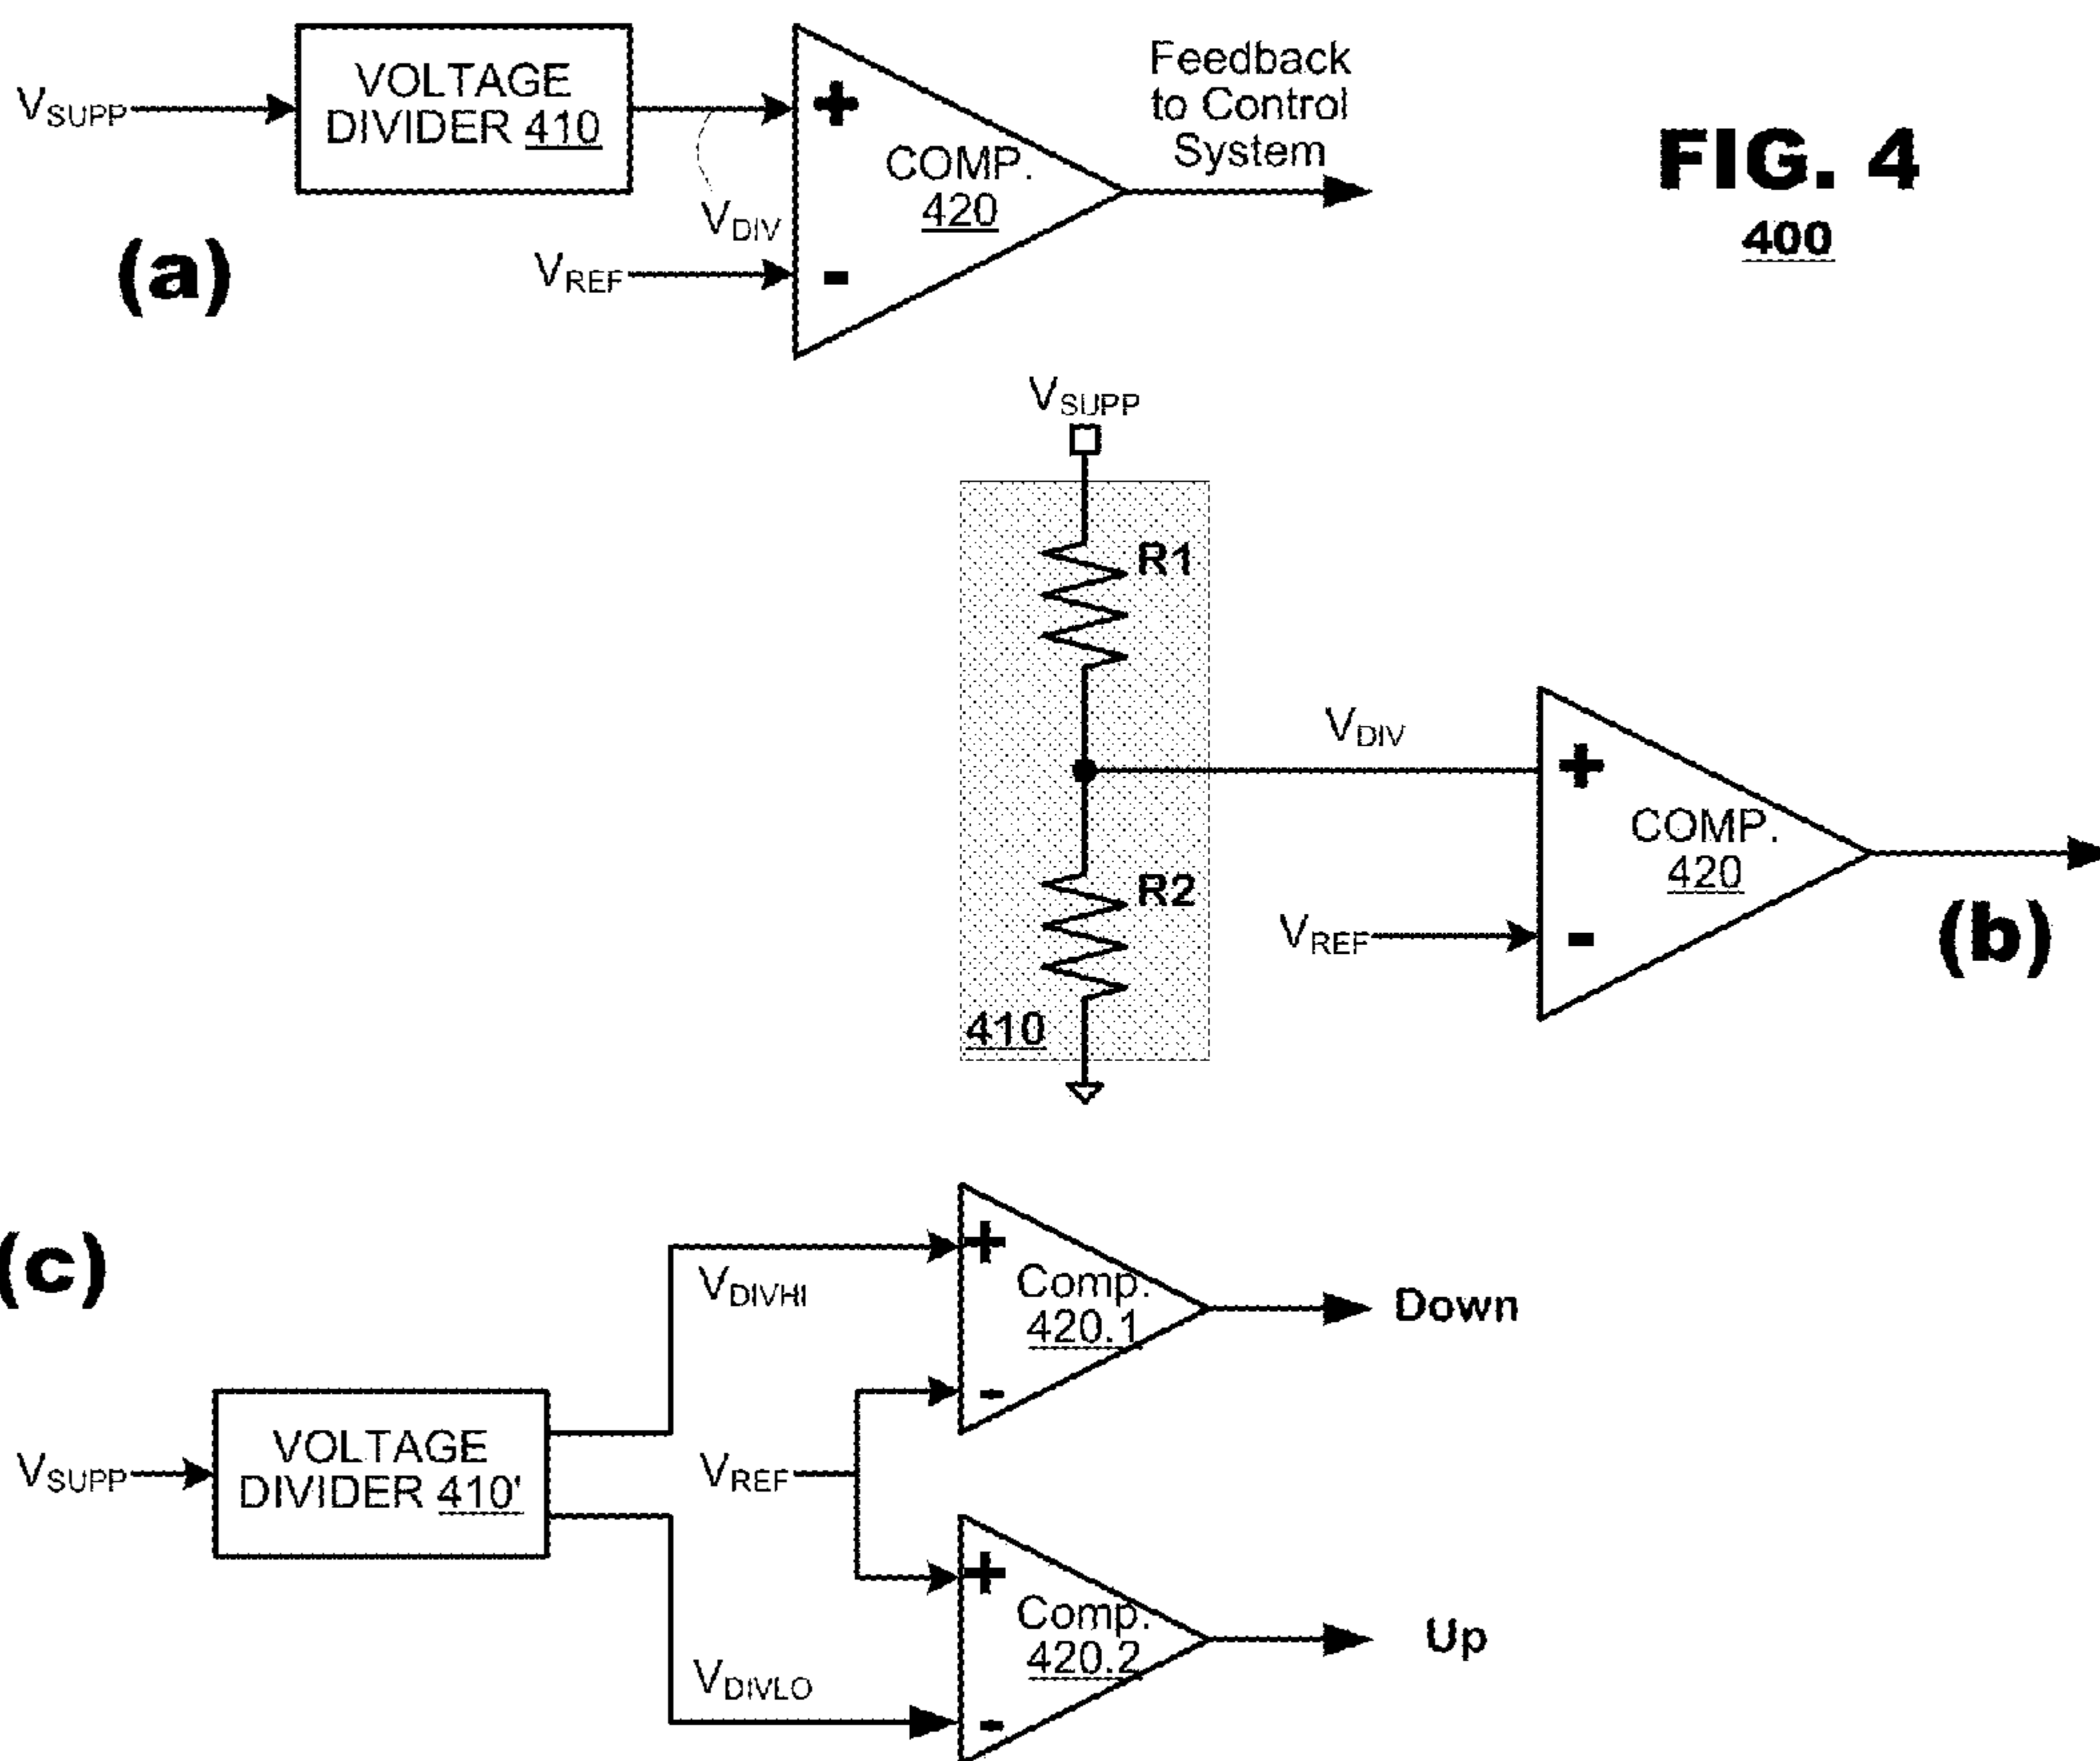 VSUPP
VOLTAGE
DIVIDER 410
+
COMP.
420
-
VDIV
VREF
Feedback
to Control
System
FIG. 4
400
(a)
VSUPP
R1
R2
410
VDIV
+
COMP.
420
-
VREF
(b)
(c)
VSUPP
VOLTAGE
DIVIDER 410'
VDIVHI
VREF
VDIVLO
+
Comp.
420.1
-
Down
+
Comp.
420.2
-
Up